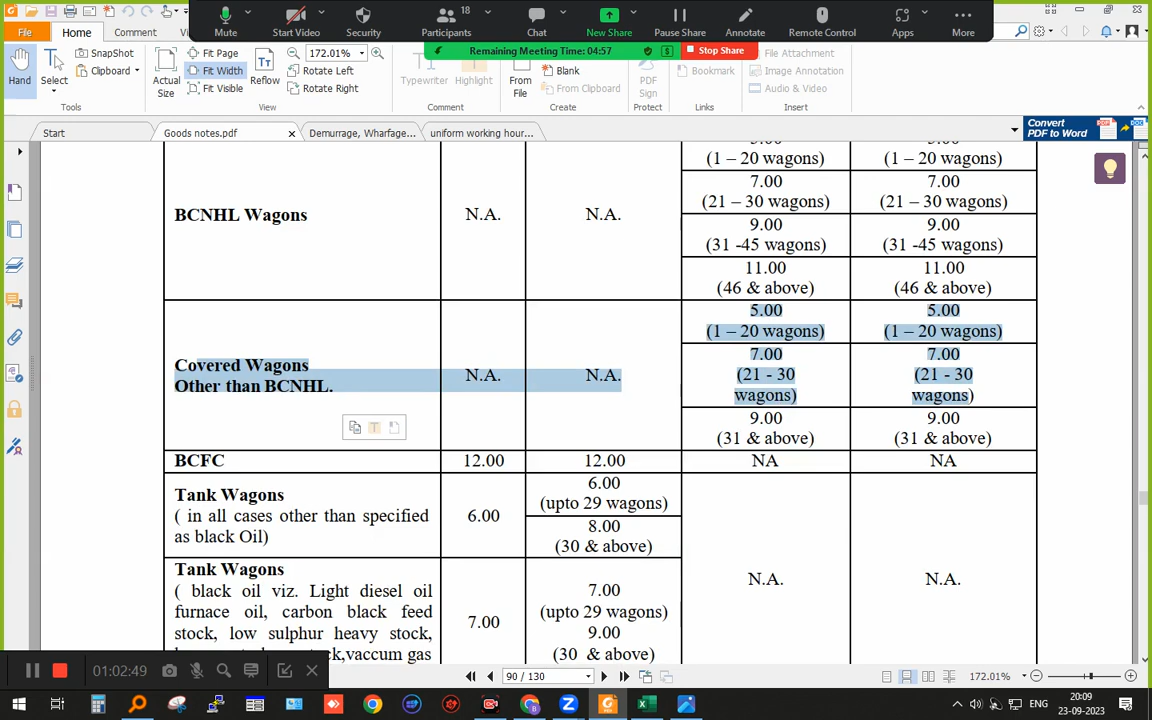 Mute
Start Video
Security
18
Participants
Chat
New Share
Pause Share
Annotate
Remote Control
Apps
More
Remaining Meeting Time: 04:57
Stop Share
File
Home
Comment
Hand
Select
SnapShot
Clipboard
Tools
Actual Size
Fit Page
Fit Width
Fit Visible
Reflow
172.01%
Rotate Left
Rotate Right
View
Typewriter
Highlight
Comment
From File
Blank
From Clipboard
Create
PDF Sign
Protect
Bookmark
Links
File Attachment
Image Annotation
Audio & Video
Insert
Start
Goods notes.pdf
Demurrage, Wharfage...
uniform working hour...
Convert
PDF to Word
(1 – 20 wagons) (1 – 20 wagons)
BCNHL Wagons N.A. N.A.
7.00 7.00
(21 – 30 wagons) (21 – 30 wagons)
9.00 9.00
(31 -45 wagons) (31 -45 wagons)
11.00 11.00
(46 & above) (46 & above)
Covered Wagons
Other than BCNHL.
N.A. N.A.
5.00 5.00
(1 – 20 wagons) (1 – 20 wagons)
7.00 7.00
(21 - 30 (21 - 30
wagons) wagons)
9.00 9.00
(31 & above) (31 & above)
BCFC 12.00 12.00 NA NA
Tank Wagons
( in all cases other than specified
as black Oil)
6.00
6.00
(upto 29 wagons)
8.00
(30 & above)
Tank Wagons
( black oil viz. Light diesel oil
furnace oil, carbon black feed
stock, low sulphur heavy stock,
7.00
7.00
(upto 29 wagons)
9.00
(30 & above)
N.A. N.A.
,vaccum gas
01:02:49
90 / 130
172.01%
ENG
20:09
23-09-2023